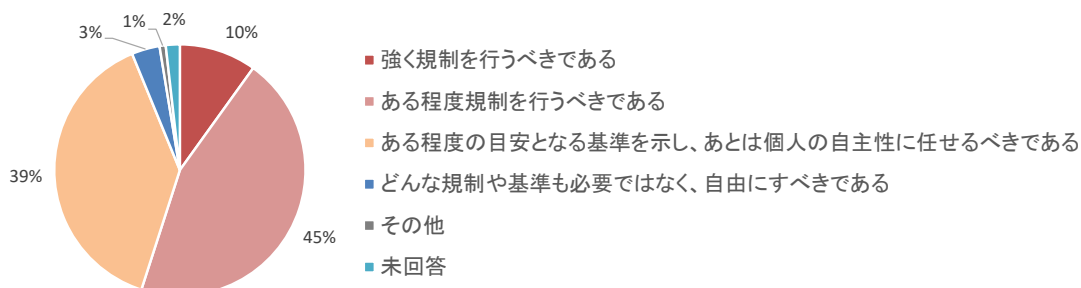 3%
1%
2%
10%
39%
45%
強く規制を行うべきである
ある程度規制を行うべきである
ある程度の目安となる基準を示し、あとは個人の自主性に任せるべきである
どんな規制や基準も必要ではなく、自由にすべきである
その他
未回答